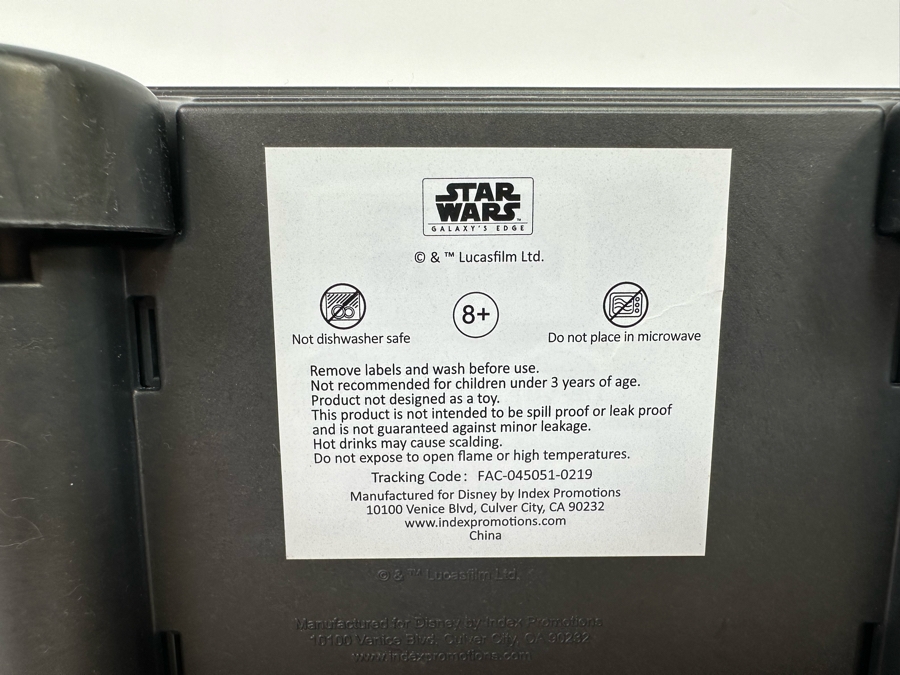 STAR
WARS™
GALAXY'S EDGE
© & ™ Lucasfilm Ltd.
Not dishwasher safe
8+
Do not place in microwave
Remove labels and wash before use.
Not recommended for children under 3 years of age.
Product not designed as a toy.
This product is not intended to be spill proof or leak proof
and is not guaranteed against minor leakage.
Hot drinks may cause scalding.
Do not expose to open flame or high temperatures.
Tracking Code: FAC-045051-0219
Manufactured for Disney by Index Promotions
10100 Venice Blvd, Culver City, CA 90232
www.indexpromotions.com
China
© & ™ Lucasfilm Ltd.
Manufactured for Disney by Index Promotions
10100 Venice Blvd, Culver City, CA 90232
www.indexpromotions.com